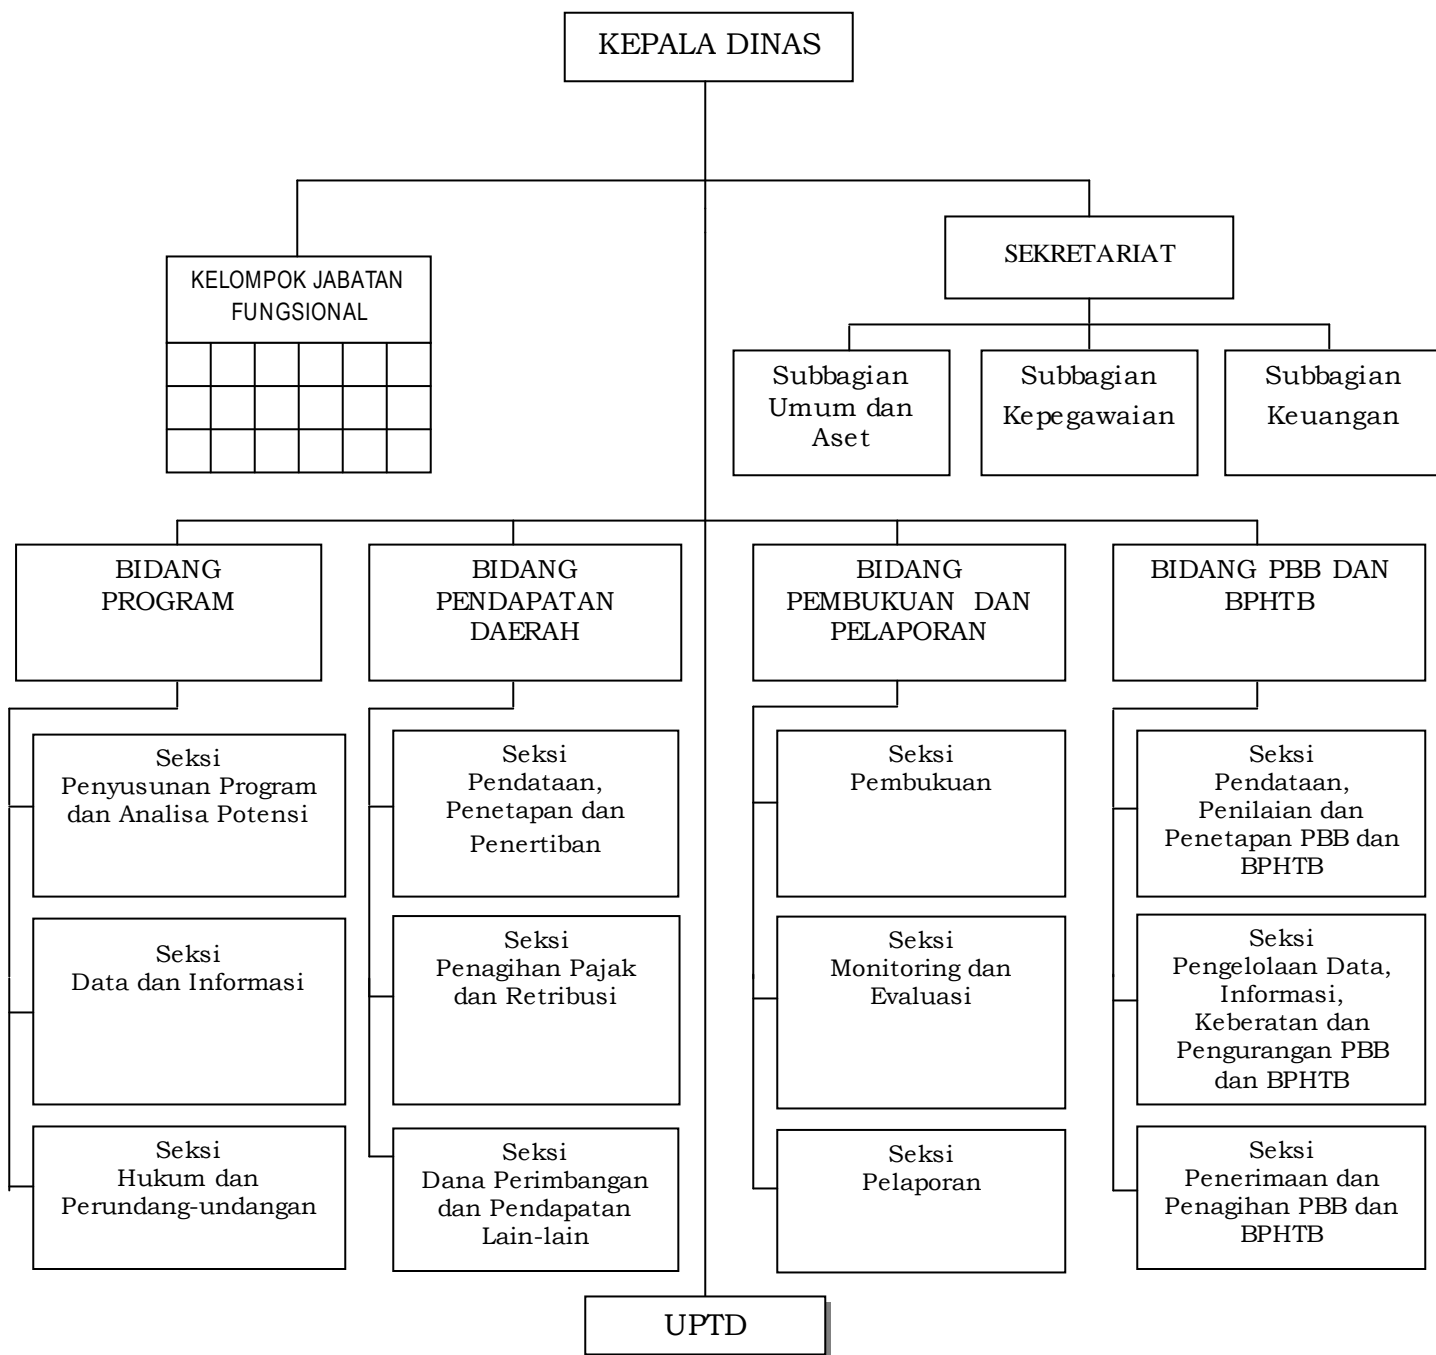 KEPALA DINAS
SEKRETARIAT
KELOMPOK JABATAN
FUNGSIONAL
Subbagian
Umum dan
Aset
Subbagian
Kepegawaian
Subbagian
Keuangan
BIDANG
PROGRAM
BIDANG
PENDAPATAN
DAERAH
BIDANG
PEMBUKUAN DAN
PELAPORAN
BIDANG PBB DAN
BPHTB
Seksi
Penyusunan Program
dan Analisa Potensi
Seksi
Pendataan,
Penetapan dan
Penertiban
Seksi
Pembukuan
Seksi
Pendataan,
Penilaian dan
Penetapan PBB dan
BPHTB
Seksi
Data dan Informasi
Seksi
Penagihan Pajak
dan Retribusi
Seksi
Monitoring dan
Evaluasi
Seksi
Pengelolaan Data,
Informasi,
Keberatan dan
Pengurangan PBB
dan BPHTB
Seksi
Hukum dan
Perundang-undangan
Seksi
Dana Perimbangan
dan Pendapatan
Lain-lain
Seksi
Pelaporan
Seksi
Penerimaan dan
Penagihan PBB dan
BPHTB
UPTD